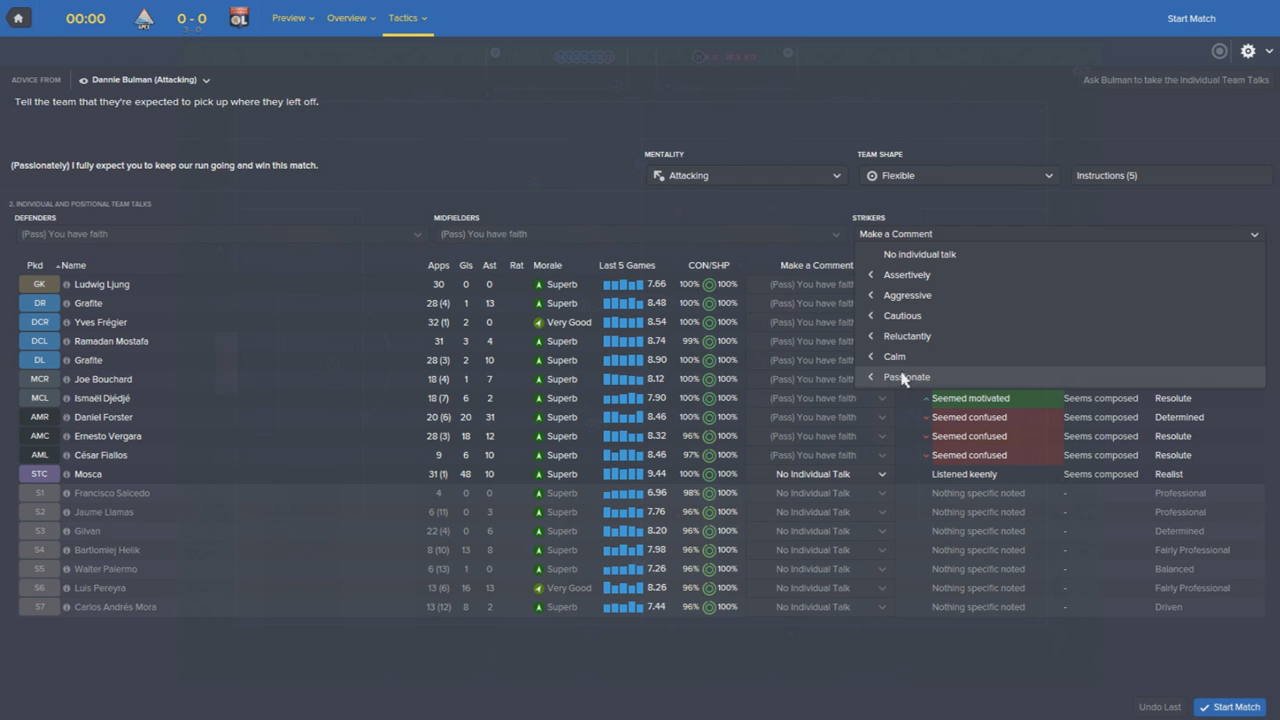 00:00 APEX 0 - 0 OL Preview Overview Tactics Start Match
3 - 0
ADVICE FROM Dannie Bulman (Attacking) Ask Bulman to take the Individual Team Talks
Tell the team that they're expected to pick up where they left off.
MENTALITY TEAM SHAPE
(Passionately) I fully expect you to keep our run going and win this match.
Attacking Flexible Instructions (5)
2. INDIVIDUAL AND POSITIONAL TEAM TALKS
DEFENDERS MIDFIELDERS STRIKERS
(Pass) You have faith (Pass) You have faith Make a Comment
No individual talk
Assertively
Aggressive
Cautious
Reluctantly
Calm
Passionate
Pkd Name Apps Gls Ast Rat Morale Last 5 Games CON/SHP Make a Comment
GK Ludwig Ljung 30 0 0 Superb 7.66 100% 100% (Pass) You have faith
DR Grafite 28 (4) 1 13 Superb 8.48 100% 100% (Pass) You have faith
DCR Yves Frégier 32 (1) 2 0 Very Good 8.54 100% 100% (Pass) You have faith
DCL Ramadan Mostafa 31 3 4 Superb 8.74 99% 100% (Pass) You have faith
DL Grafite 28 (3) 2 10 Superb 8.90 100% 100% (Pass) You have faith
MCR Joe Bouchard 18 (4) 1 7 Superb 8.12 100% 100% (Pass) You have faith
MCL Ismaël Djédjé 18 (7) 6 2 Superb 7.90 100% 100% (Pass) You have faith Seemed motivated Seems composed Resolute
AMR Daniel Forster 20 (6) 20 31 Superb 8.46 100% 100% (Pass) You have faith Seemed confused Seems composed Determined
AMC Ernesto Vergara 28 (3) 18 12 Superb 8.32 96% 100% (Pass) You have faith Seemed confused Seems composed Resolute
AML César Fiallos 9 6 10 Superb 8.46 97% 100% (Pass) You have faith Seemed confused Seems composed Resolute
STC Mosca 31 (1) 48 10 Superb 9.44 100% 100% No Individual Talk Listened keenly Seems composed Realist
S1 Francisco Salcedo 4 0 0 Superb 6.96 98% 100% No Individual Talk Nothing specific noted - Professional
S2 Jaume Llamas 6 (11) 0 3 Superb 7.76 100% 100% No Individual Talk Nothing specific noted - Professional
S3 Gilvan 22 (4) 0 6 Superb 8.20 96% 100% No Individual Talk Nothing specific noted - Determined
S4 Bartlomiej Helik 8 (10) 13 8 Superb 7.98 96% 100% No Individual Talk Nothing specific noted - Fairly Professional
S5 Walter Palermo 6 (13) 1 0 Superb 7.26 96% 100% No Individual Talk Nothing specific noted - Balanced
S6 Luis Pereyra 13 (6) 16 13 Very Good 8.26 96% 100% No Individual Talk Nothing specific noted - Fairly Professional
S7 Carlos Andrés Mora 13 (12) 8 2 Superb 7.44 96% 100% No Individual Talk Nothing specific noted - Driven
Undo Last Start Match